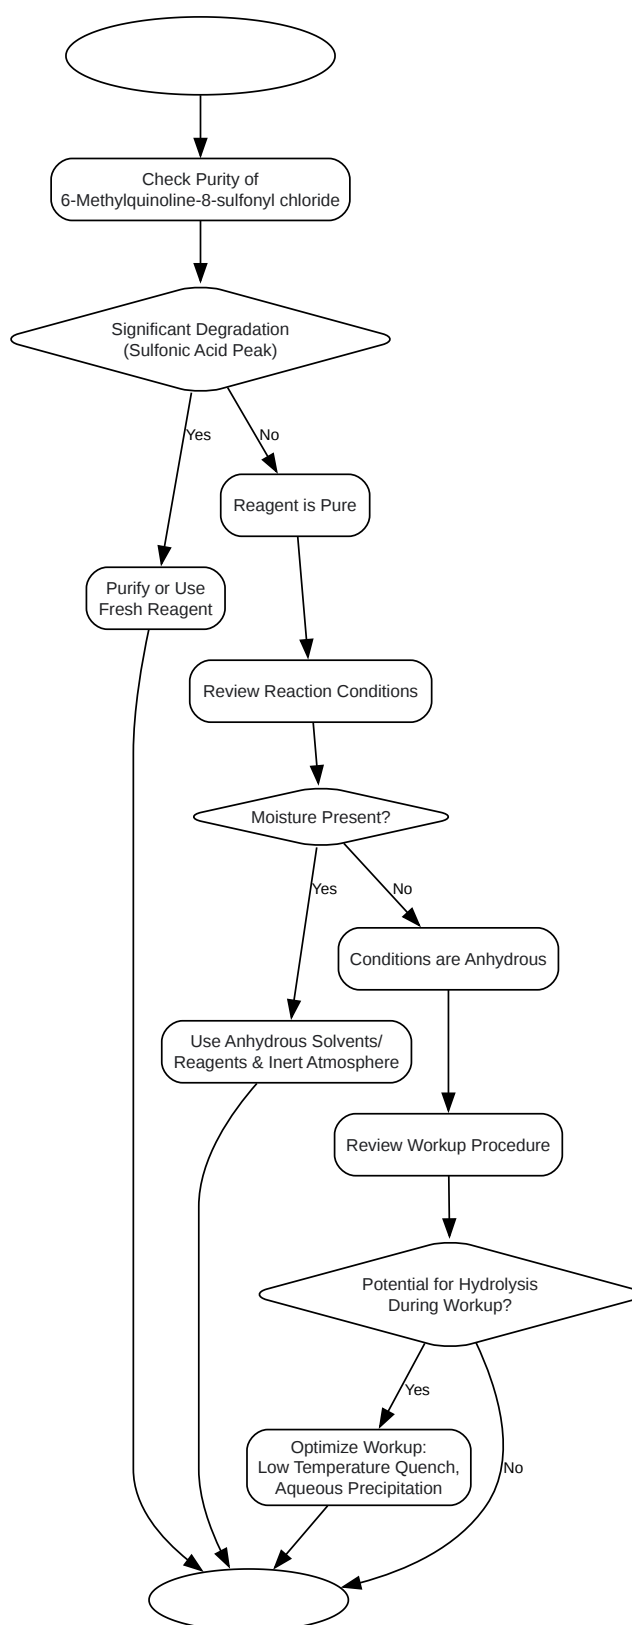 Check Purity of
6-Methylquinoline-8-sulfonyl chloride
Significant Degradation
(Sulfonic Acid Peak)
Yes
No
Reagent is Pure
Purify or Use
Fresh Reagent
Review Reaction Conditions
Moisture Present?
Yes
No
Conditions are Anhydrous
Use Anhydrous Solvents/
Reagents & Inert Atmosphere
Review Workup Procedure
Potential for Hydrolysis
During Workup?
Yes
Optimize Workup:
Low Temperature Quench,
Aqueous Precipitation
No